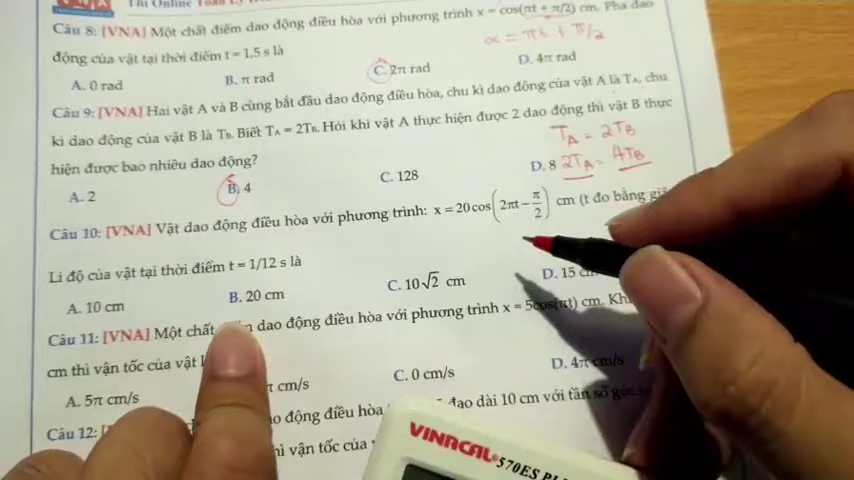 Thi Online Toán
Câu 8: [VNA] Một chất điểm dao động điều hòa với phương trình x = cos(πt + π/2) cm. Pha dao
động của vật tại thời điểm t = 1,5 s là
α = πt + π/2
A. 0 rad B. π rad C. 2π rad D. 4π rad
Câu 9: [VNA] Hai vật A và B cùng bắt đầu dao động điều hòa, chu kì dao động của vật A là TA, chu
kì dao động của vật B là TB. Biết TA = 2TB. Hỏi khi vật A thực hiện được 2 dao động thì vật B thực
hiện được bao nhiêu dao động?
TA = 2TB
A. 2 B. 4 C. 128 D. 8
2TA = 4TB
Câu 10: [VNA] Vật dao động điều hòa với phương trình: x = 20cos(2πt − π/2) cm (t đo bằng
Li độ của vật tại thời điểm t = 1/12 s là
A. 10 cm B. 20 cm C. 10√2 cm D. 15
Câu 11: [VNA] Một chất dao động điều hòa với phương trình x = 5cos(πt) cm.
cm thì vận tốc của vật
A. 5π cm/s π cm/s C. 0 cm/s D. 4π cm/s
Câu 12: dao động điều hòa đạo dài 10 cm với tần số góc
vận tốc của
VINACAL 570ES PL